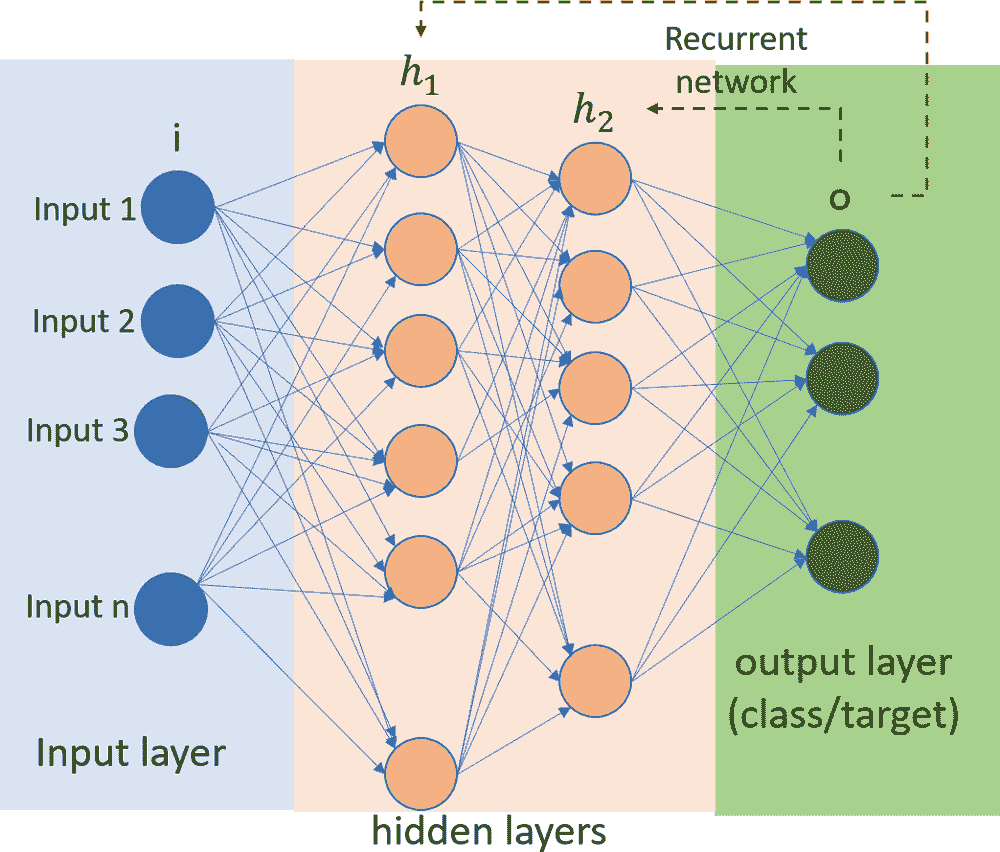 Recurrent
network
h₁
h₂
i
o
Input 1
Input 2
Input 3
Input n
Input layer
hidden layers
output layer
(class/target)